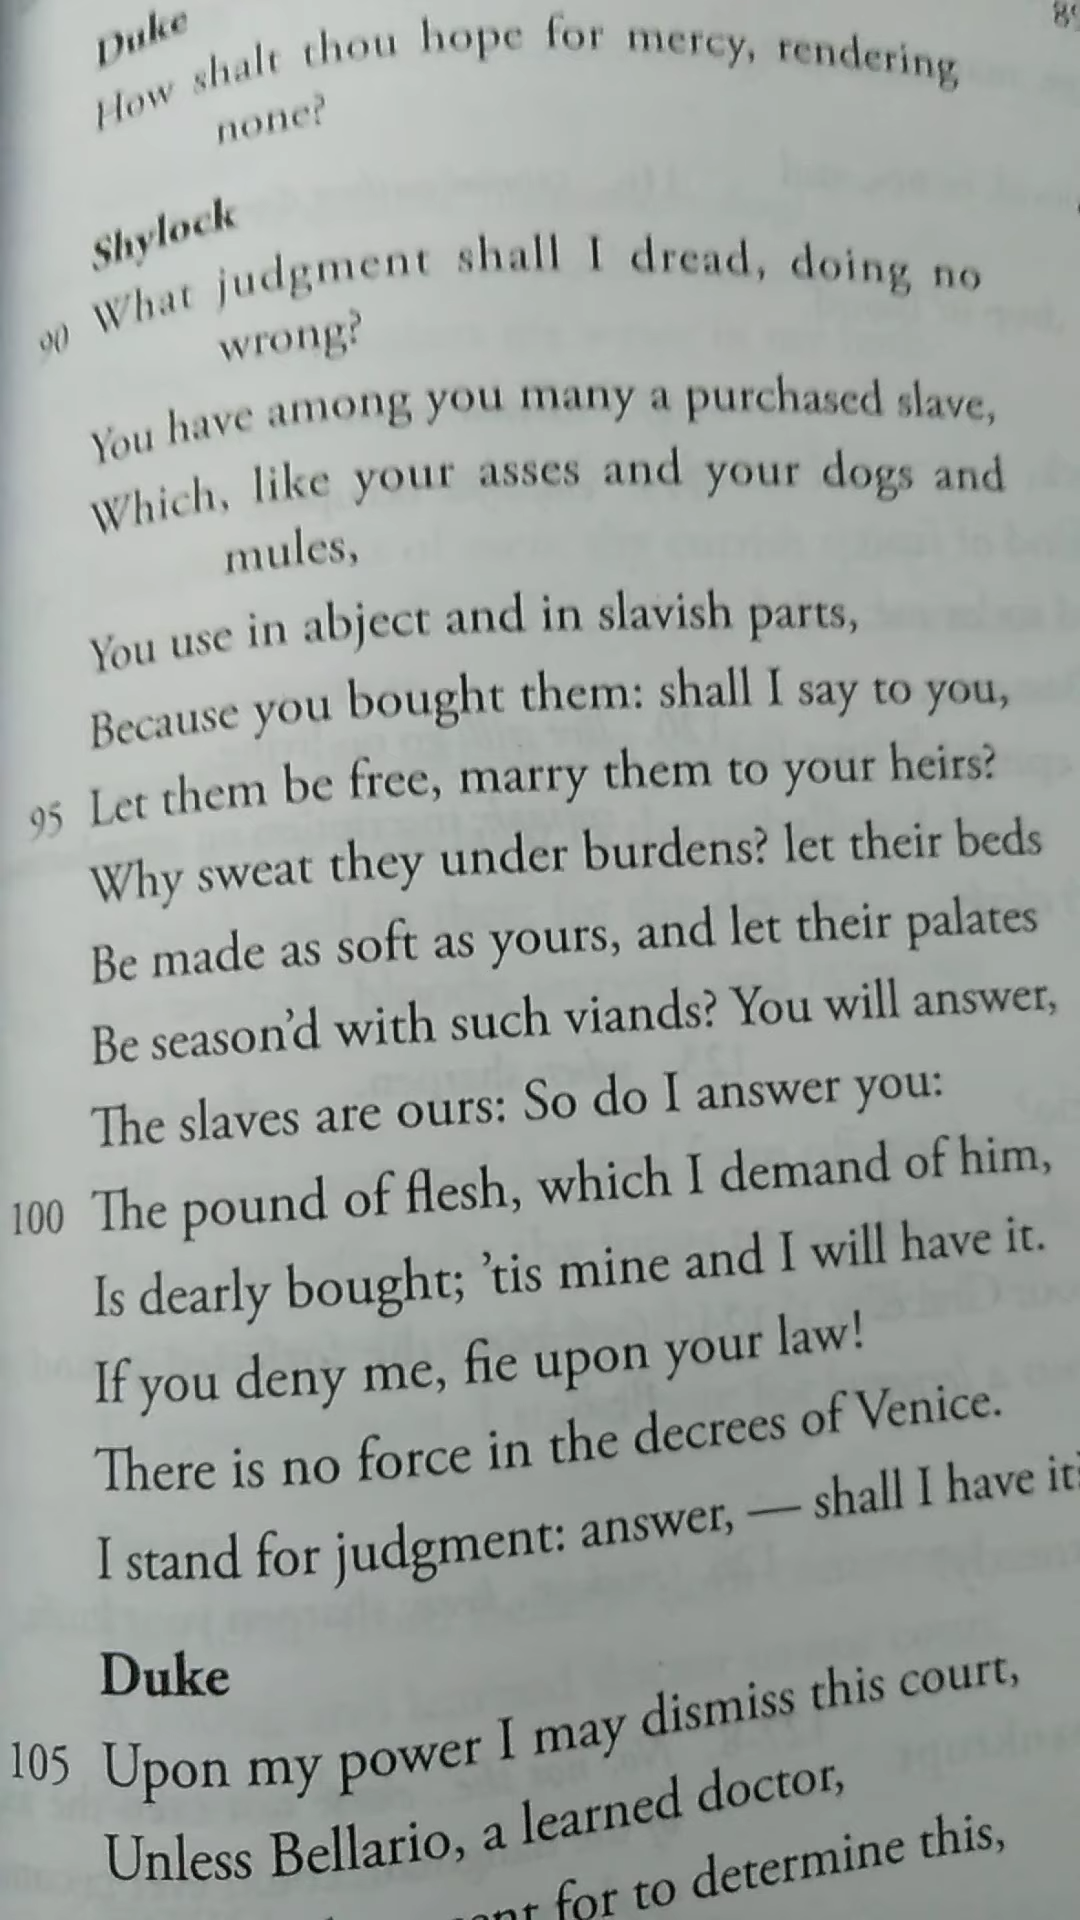 Duke
How shalt thou hope for mercy, rendering
none?
Shylock
90 What judgment shall I dread, doing no
wrong?
You have among you many a purchased slave,
Which, like your asses and your dogs and
mules,
You use in abject and in slavish parts,
Because you bought them: shall I say to you,
95 Let them be free, marry them to your heirs?
Why sweat they under burdens? let their beds
Be made as soft as yours, and let their palates
Be season'd with such viands? You will answer,
The slaves are ours: So do I answer you:
100 The pound of flesh, which I demand of him,
Is dearly bought; 'tis mine and I will have it.
If you deny me, fie upon your law!
There is no force in the decrees of Venice.
I stand for judgment: answer, — shall I have it
Duke
105 Upon my power I may dismiss this court,
Unless Bellario, a learned doctor,
for to determine this,